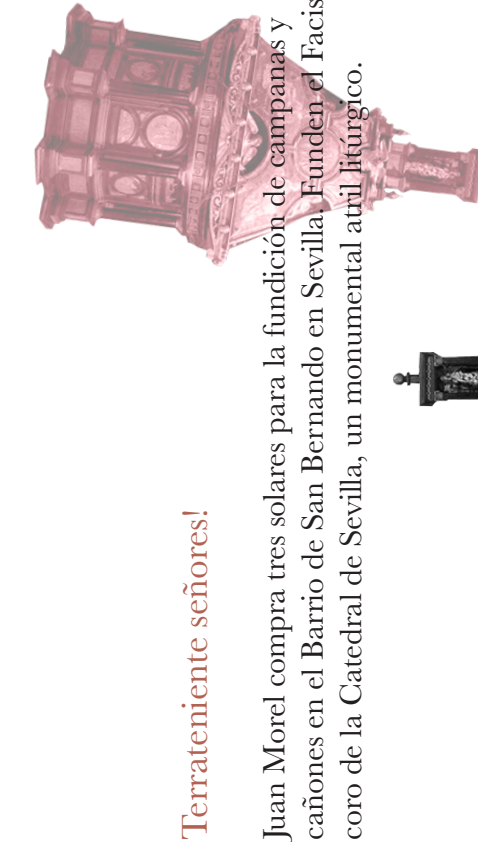 Terrateniente señores!
Juan Morel compra tres solares para la fundición de campanas y
cañones en el Barrio de San Bernando en Sevilla. Funden el Facis
coro de la Catedral de Sevilla, un monumental atril litúrgico.